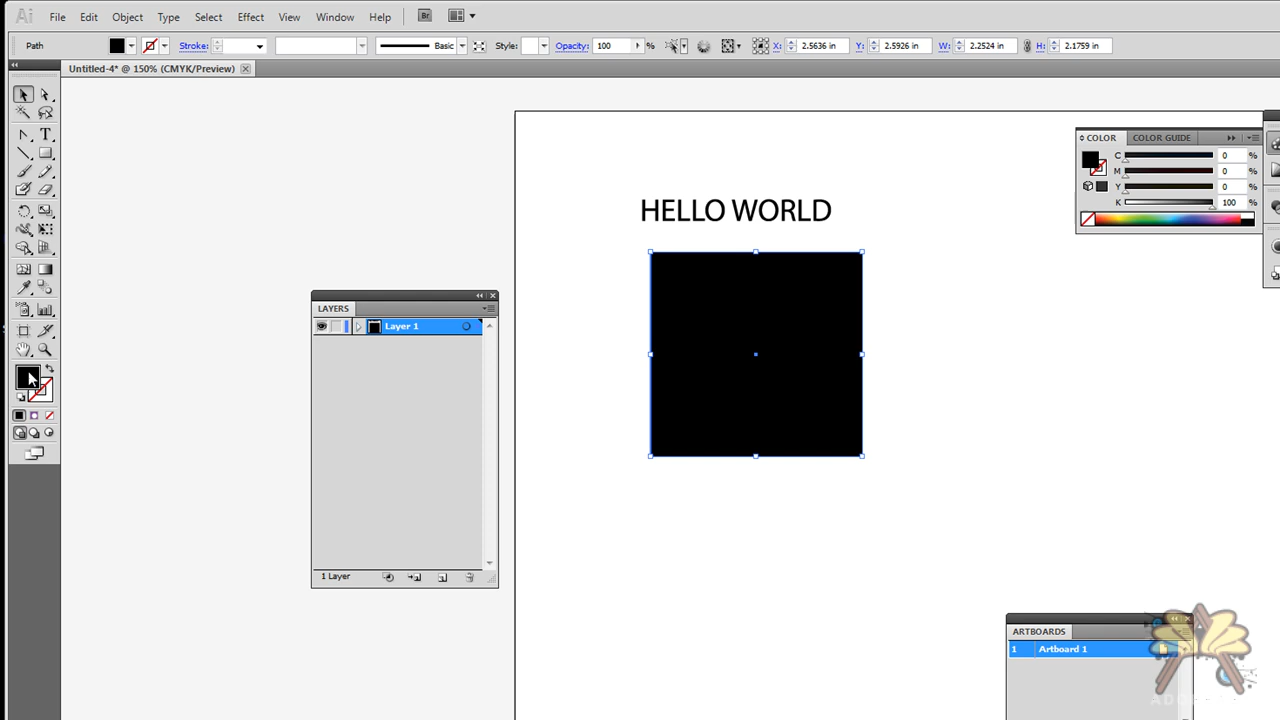 Ai File Edit Object Type Select Effect View Window Help Br
Path Stroke: Basic Style: Opacity: 100 % X: 2.5636 in Y: 2.5926 in W: 2.2524 in H: 2.1759 in
Untitled-4* @ 150% (CMYK/Preview)
COLOR COLOR GUIDE
C 0 %
M 0 %
Y 0 %
K 100 %
T
HELLO WORLD
LAYERS
Layer 1
1 Layer
ARTBOARDS
1 Artboard 1